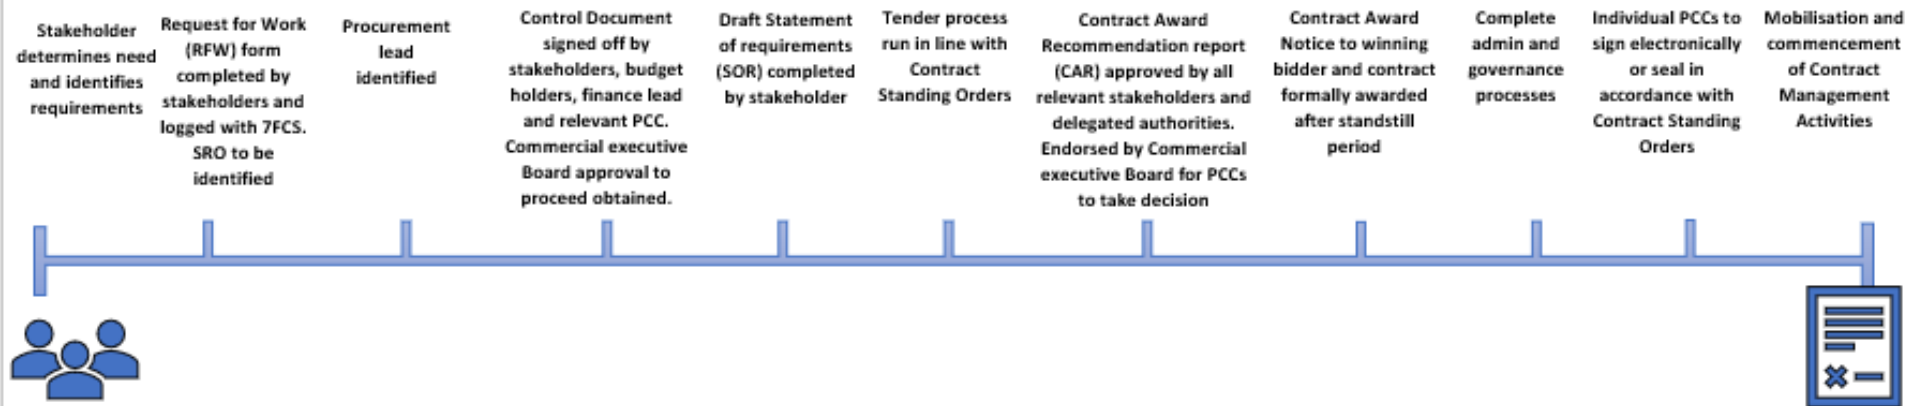 Stakeholder
determines need
and identifies
requirements
Request for Work
(RFW) form
completed by
stakeholders and
logged with 7FCS.
SRO to be
identified
Procurement
lead
identified
Control Document
signed off by
stakeholders, budget
holders, finance lead
and relevant PCC.
Commercial executive
Board approval to
proceed obtained.
Draft Statement
of requirements
(SOR) completed
by stakeholder
Tender process
run in line with
Contract
Standing Orders
Contract Award
Recommendation report
(CAR) approved by all
relevant stakeholders and
delegated authorities.
Endorsed by Commercial
executive Board for PCCs
to take decision
Contract Award
Notice to winning
bidder and contract
formally awarded
after standstill
period
Complete
admin and
governance
processes
Individual PCCs to
sign electronically
or seal in
accordance with
Contract Standing
Orders
Mobilisation and
commencement
of Contract
Management
Activities